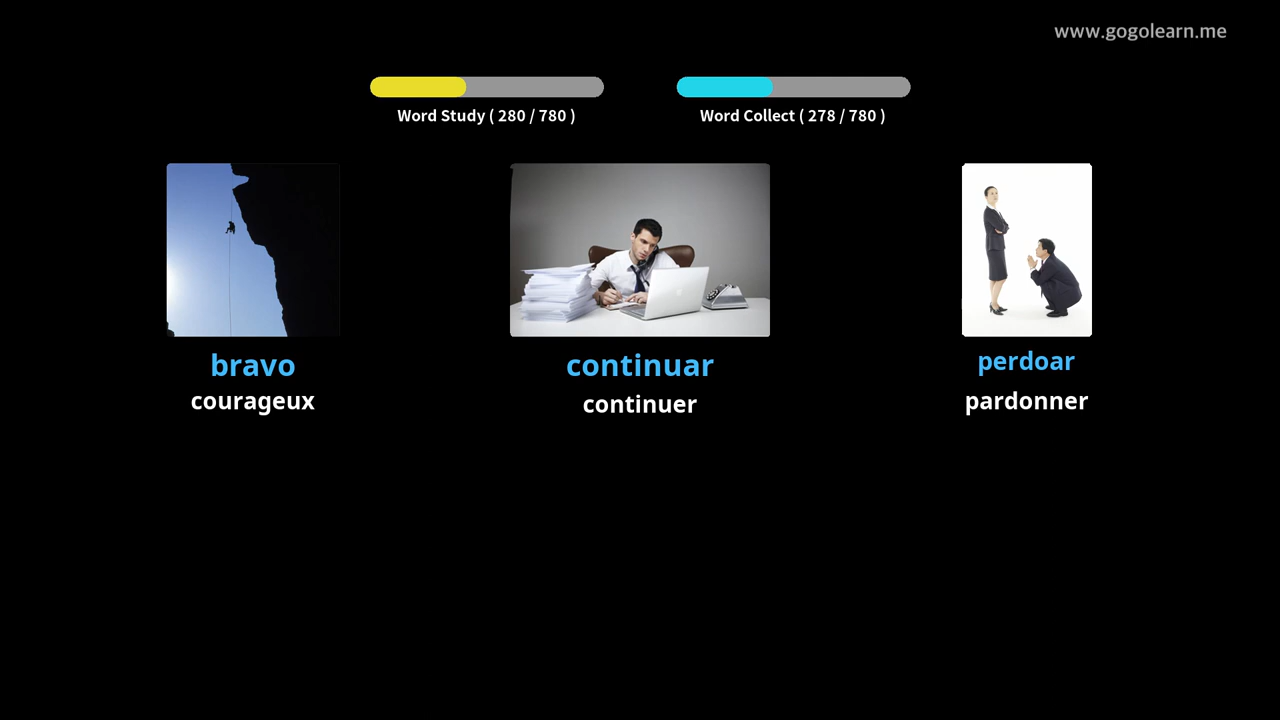 www.gogolearn.me
Word Study ( 280 / 780 )
Word Collect ( 278 / 780 )
bravo
courageux
continuar
continuer
perdoar
pardonner